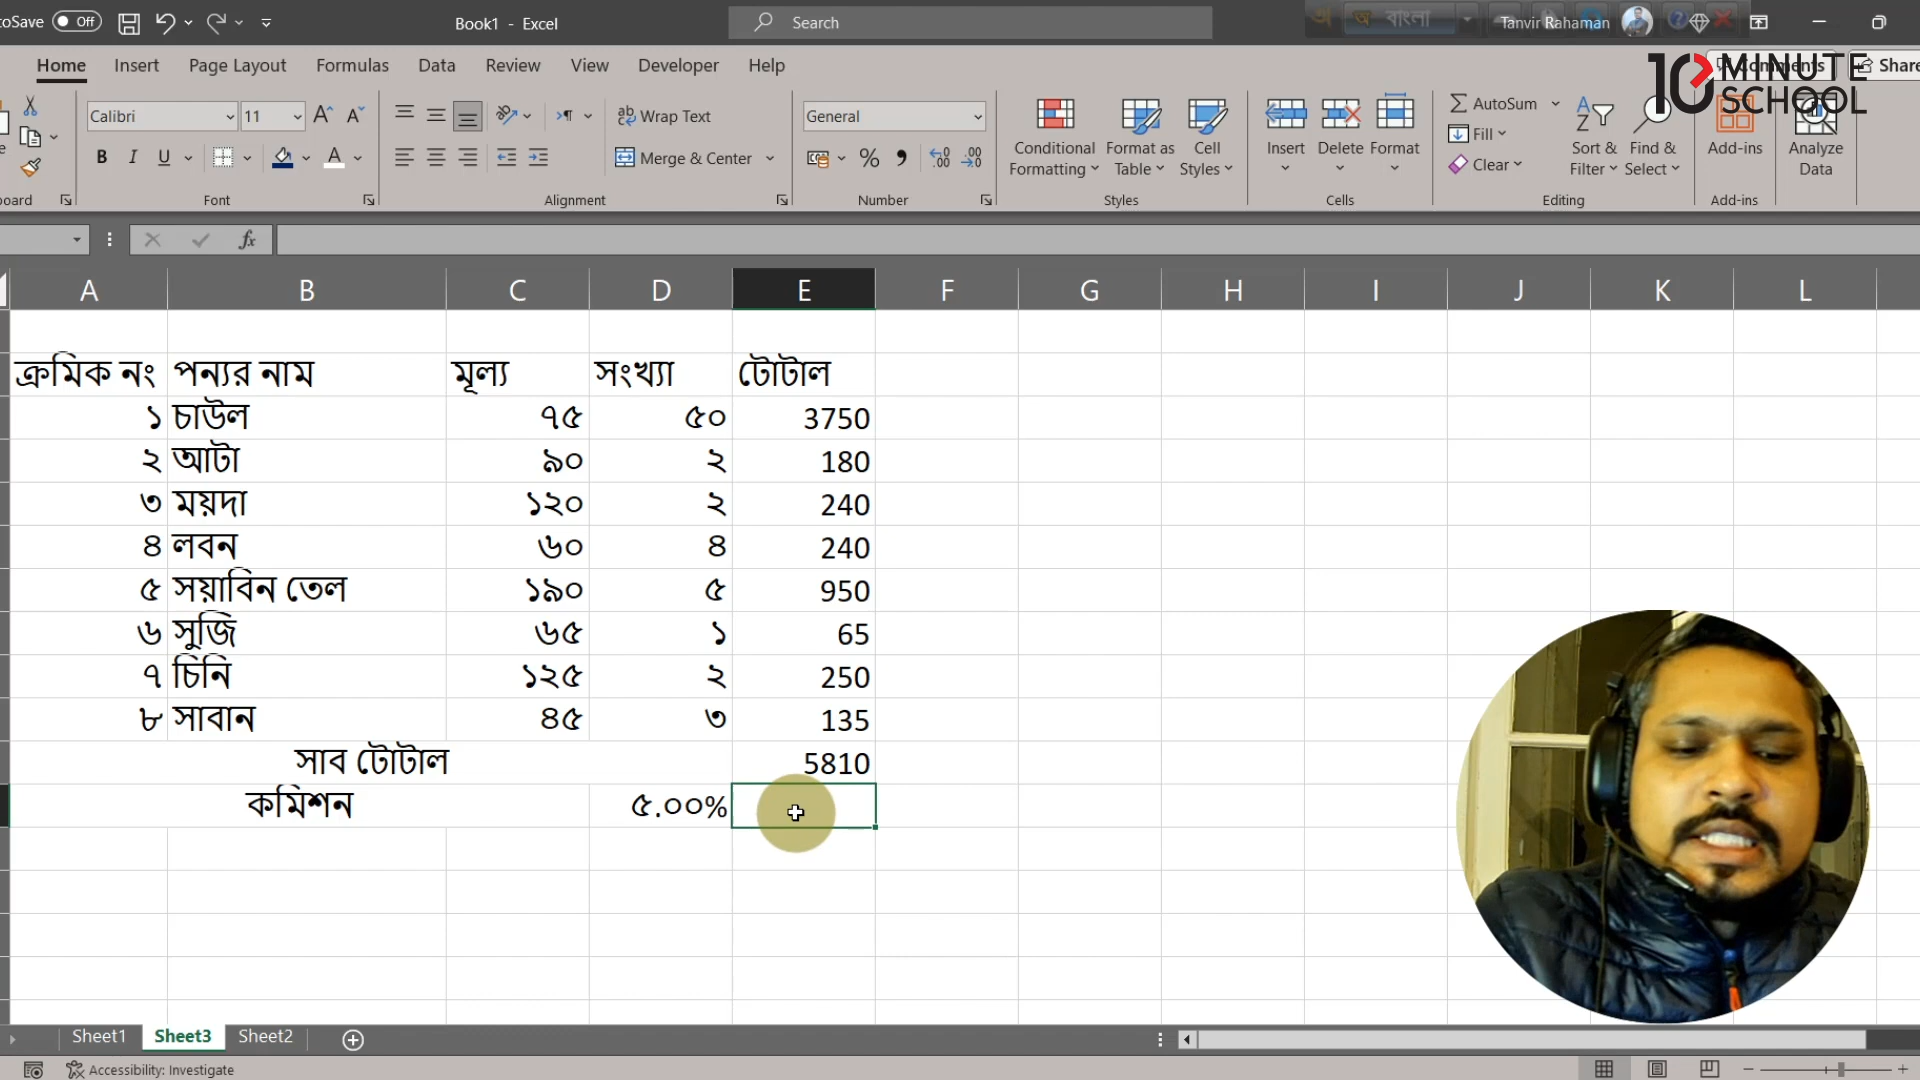 oSave Off Book1 - Excel Search বাংলা Tanvir Rahaman
Home Insert Page Layout Formulas Data Review View Developer Help Comments Share
10 MINUTE SCHOOL
Calibri 11 Wrap Text General AutoSum
Merge & Center Fill
Clear
Conditional Formatting Format as Table Cell Styles Insert Delete Format Sort & Filter Find & Select Add-ins Analyze Data
board Font Alignment Number Styles Cells Editing Add-ins
fx
A B C D E F G H I J K L
ক্রমিক নং পন্যর নাম মূল্য সংখ্যা টোটাল
১ চাউল ৭৫ ৫০ 3750
২ আটা ৯০ ২ 180
৩ ময়দা ১২০ ২ 240
৪ লবন ৬০ ৪ 240
৫ সয়াবিন তেল ১৯০ ৫ 950
৬ সুজি ৬৫ ১ 65
৭ চিনি ১২৫ ২ 250
৮ সাবান ৪৫ ৩ 135
সাব টোটাল 5810
কমিশন ৫.০০%
Sheet1 Sheet3 Sheet2
Accessibility: Investigate